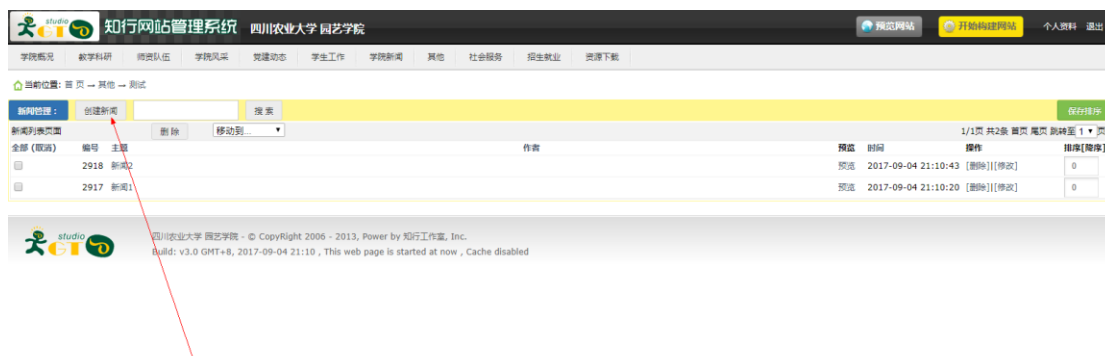 studio GTO 知行网站管理系统 四川农业大学 园艺学院 预览网站 开始构建网站 个人资料 退出
学院概况 教学科研 师资队伍 学院风采 党建动态 学生工作 学院新闻 其他 社会服务 招生就业 资源下载
当前位置: 首 页 → 其他 → 测试
新闻管理： 创建新闻 搜 索 保存排序
新闻列表页面 删 除 移动到... 1/1页 共2条 首页 尾页 跳转至 1 页
全部 (取消) 编号 主题 作者 预览 时间 操作 排序[降序]
2918 新闻2 预览 2017-09-04 21:10:43 [删除]|[修改] 0
2917 新闻1 预览 2017-09-04 21:10:20 [删除]|[修改] 0
studio GTO 四川农业大学 园艺学院 - © CopyRight 2006 - 2013, Power by 知行工作室, Inc.
Build: v3.0 GMT+8, 2017-09-04 21:10 , This web page is started at now , Cache disabled